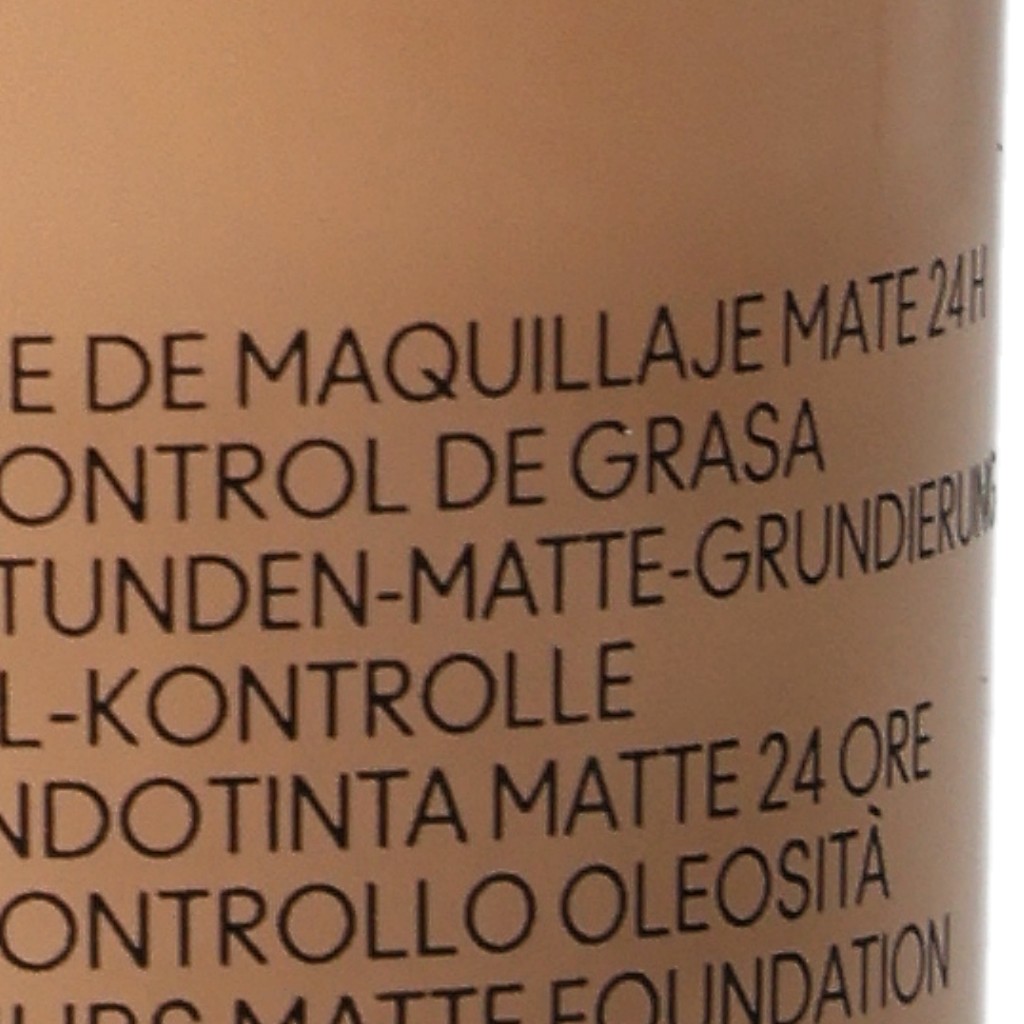 E DE MAQUILLAJE MATE 24H
ONTROL DE GRASA
TUNDEN-MATTE-GRUNDIERUNG
L-KONTROLLE
NDOTINTA MATTE 24 ORE
ONTROLLO OLEOSITÀ
URS MATTE FOUNDATION